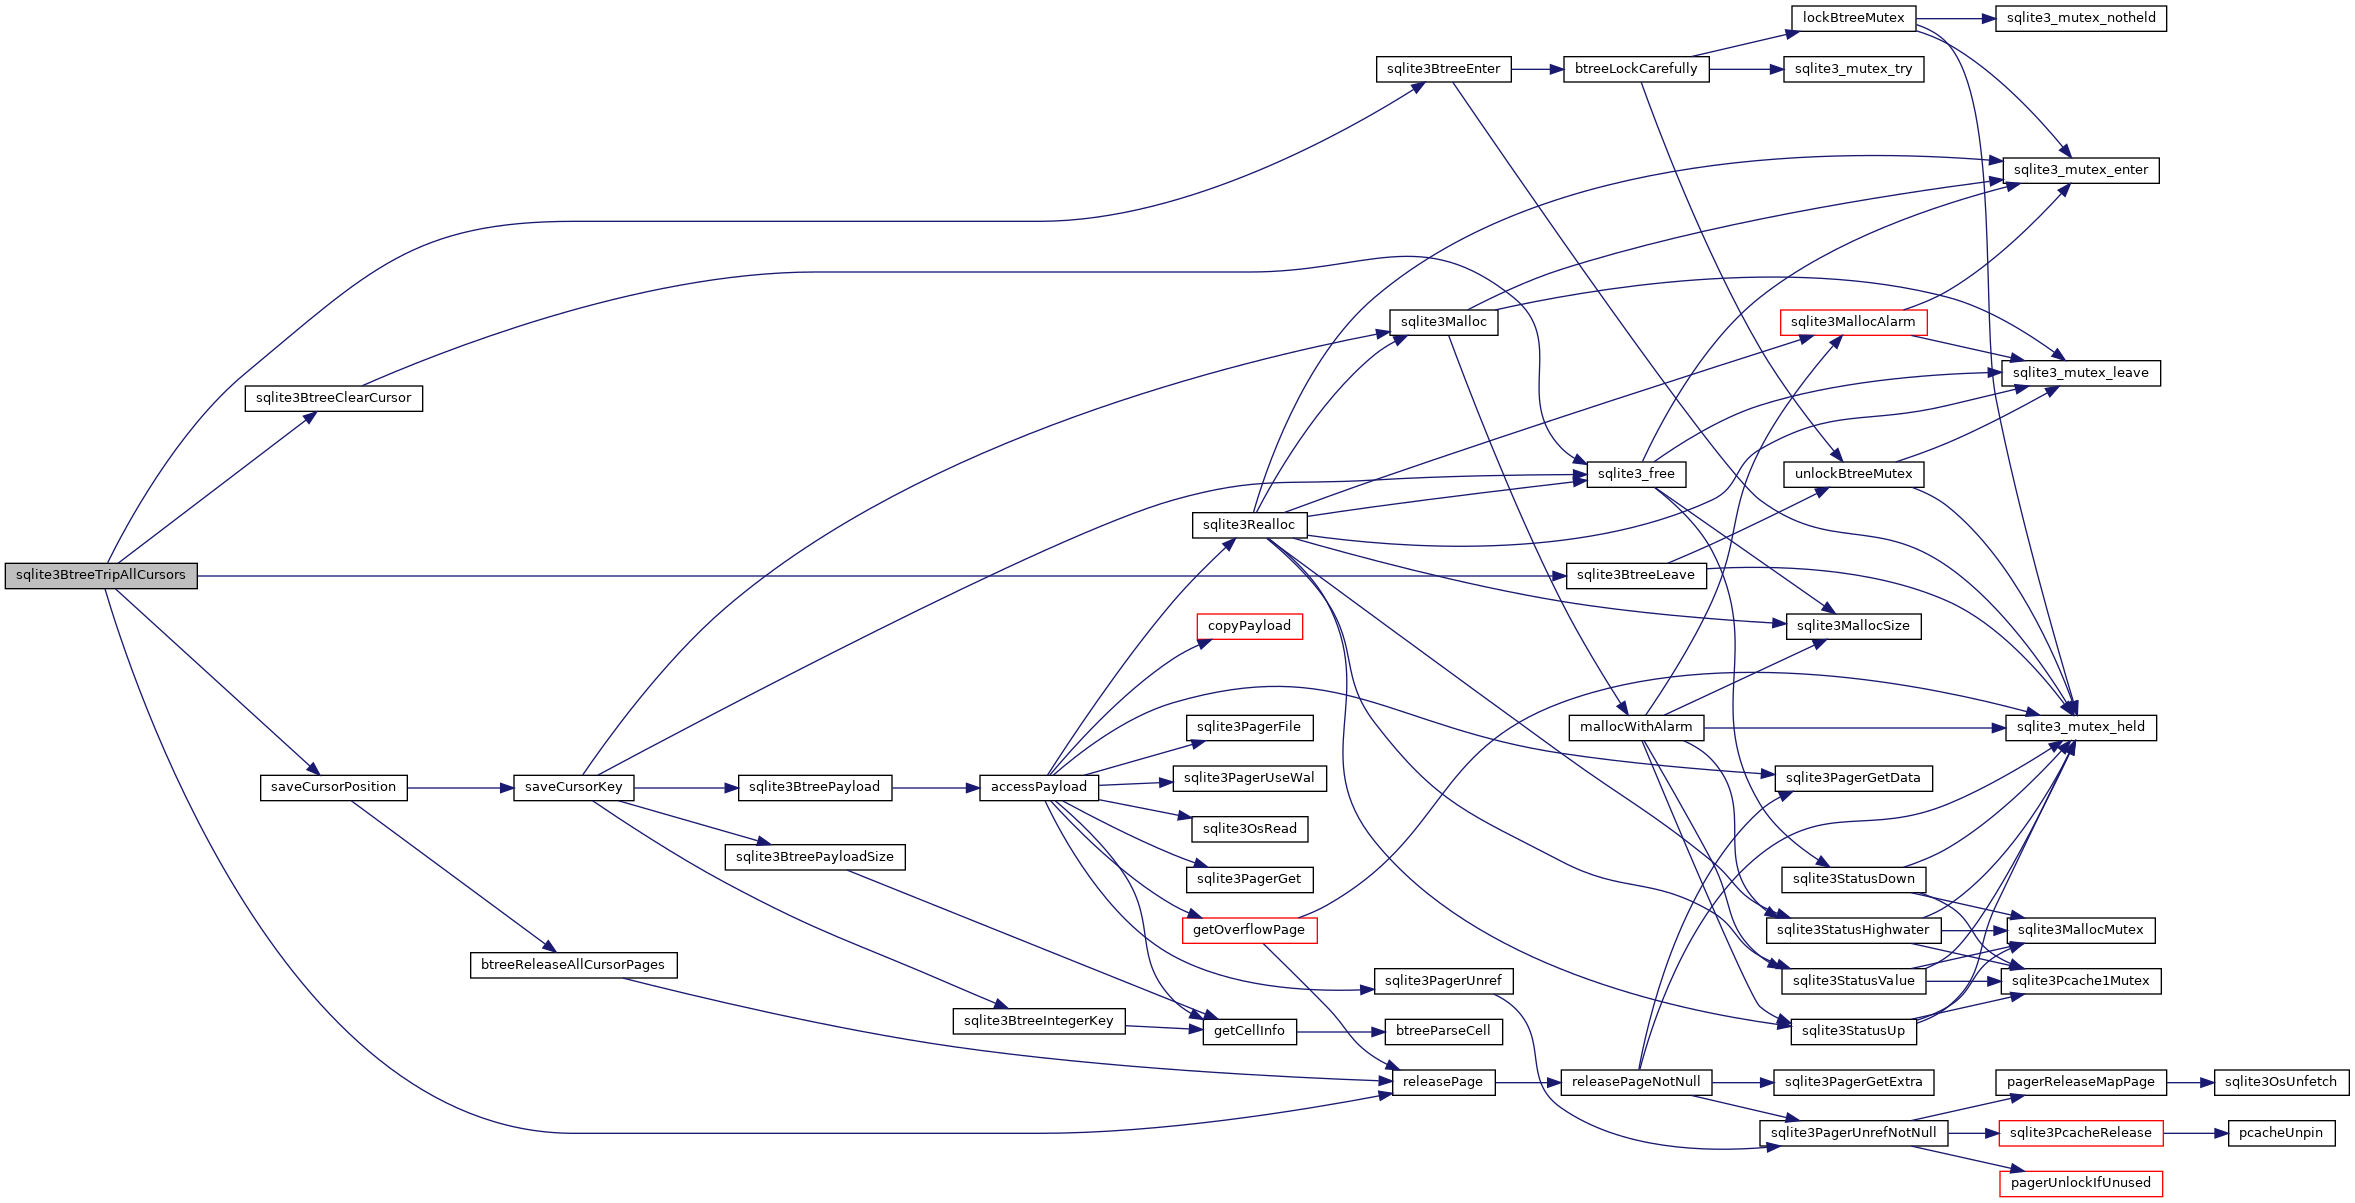 lockBtreeMutex
sqlite3_mutex_notheld
sqlite3BtreeEnter
btreeLockCarefully
sqlite3_mutex_try
sqlite3_mutex_enter
sqlite3Malloc
sqlite3MallocAlarm
sqlite3_mutex_leave
sqlite3BtreeClearCursor
sqlite3_free
unlockBtreeMutex
sqlite3Realloc
sqlite3BtreeTripAllCursors
sqlite3BtreeLeave
copyPayload
sqlite3MallocSize
sqlite3PagerFile
mallocWithAlarm
sqlite3_mutex_held
sqlite3PagerUseWal
sqlite3PagerGetData
saveCursorPosition
saveCursorKey
sqlite3BtreePayload
accessPayload
sqlite3OsRead
sqlite3BtreePayloadSize
sqlite3PagerGet
sqlite3StatusDown
getOverflowPage
sqlite3StatusHighwater
sqlite3MallocMutex
btreeReleaseAllCursorPages
sqlite3PagerUnref
sqlite3StatusValue
sqlite3Pcache1Mutex
sqlite3BtreeIntegerKey
getCellInfo
btreeParseCell
sqlite3StatusUp
releasePage
releasePageNotNull
sqlite3PagerGetExtra
pagerReleaseMapPage
sqlite3OsUnfetch
sqlite3PagerUnrefNotNull
sqlite3PcacheRelease
pcacheUnpin
pagerUnlockIfUnused